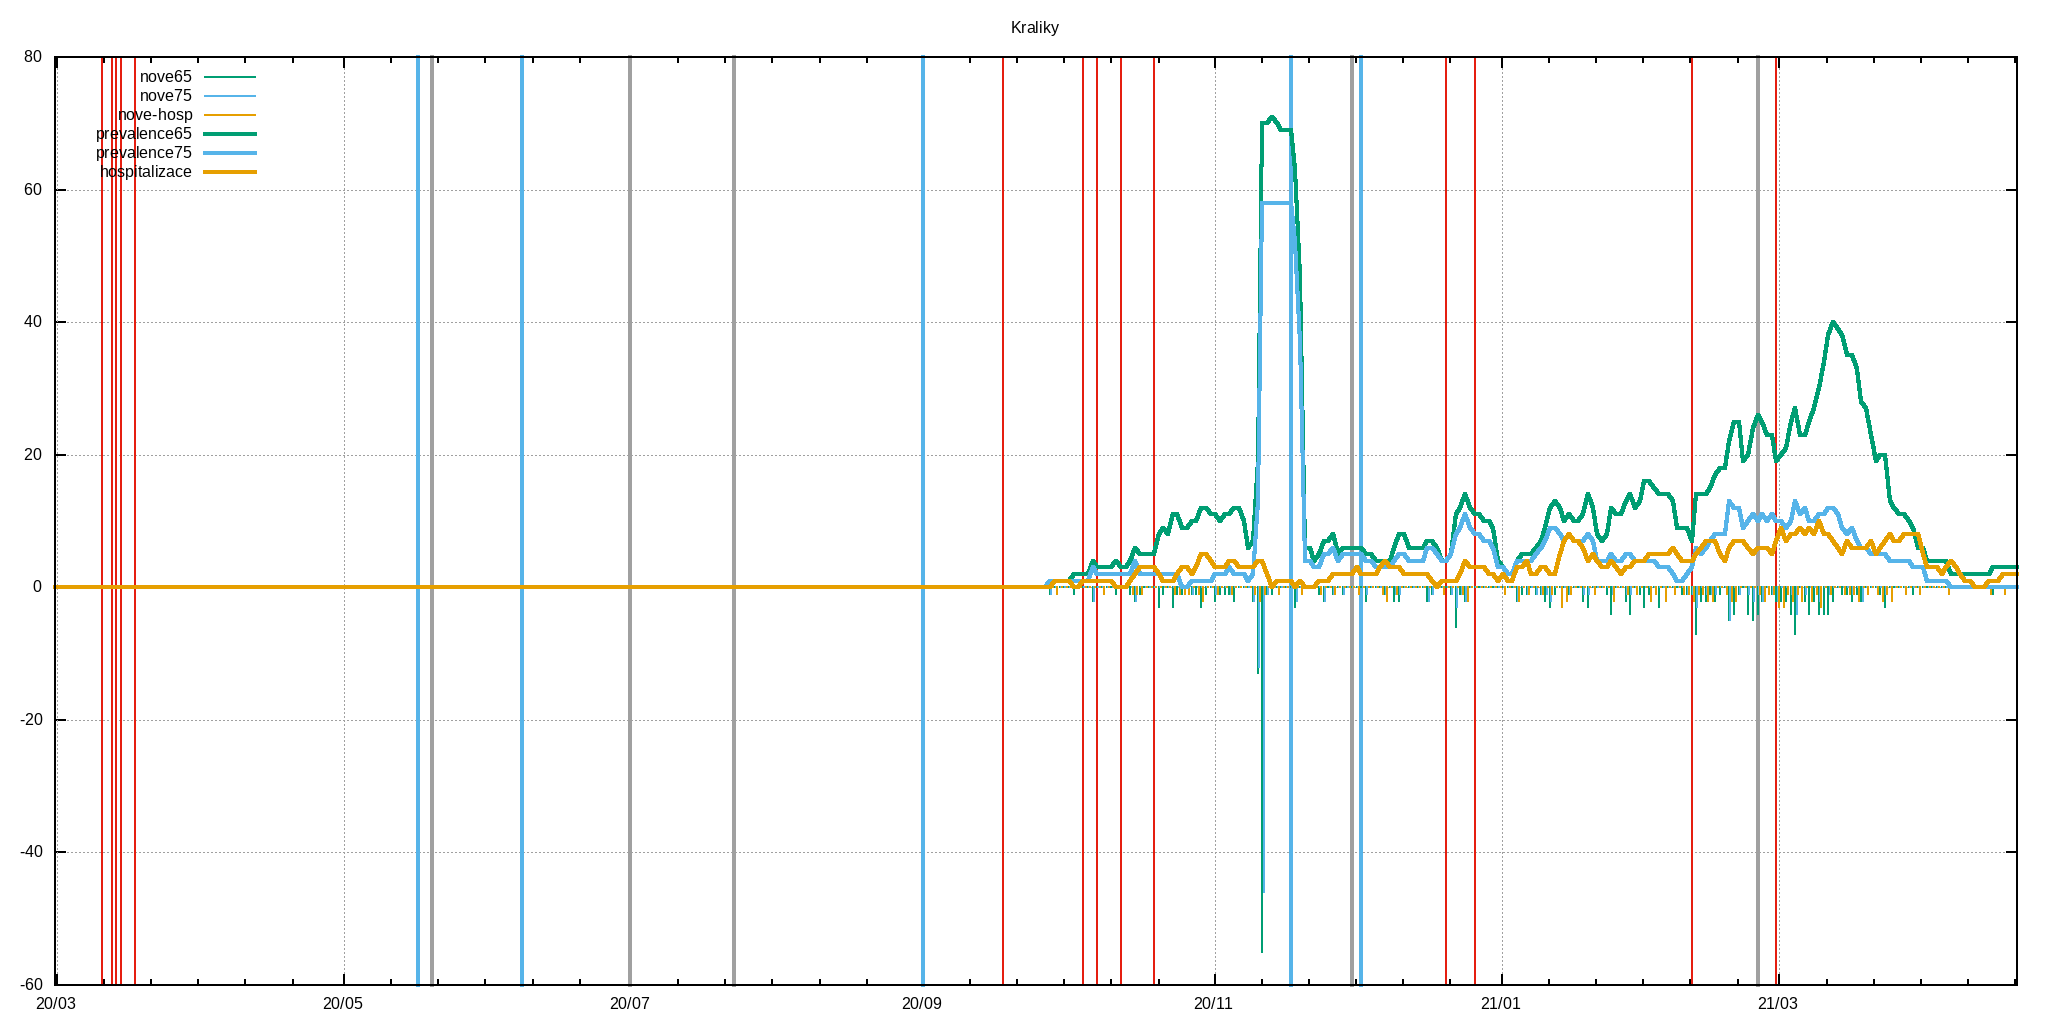 Kraliky
80
60
40
20
0
-20
-40
-60
nove65
nove75
nove-hosp
prevalence65
prevalence75
hospitalizace
20/03 20/05 20/07 20/09 20/11 21/01 21/03